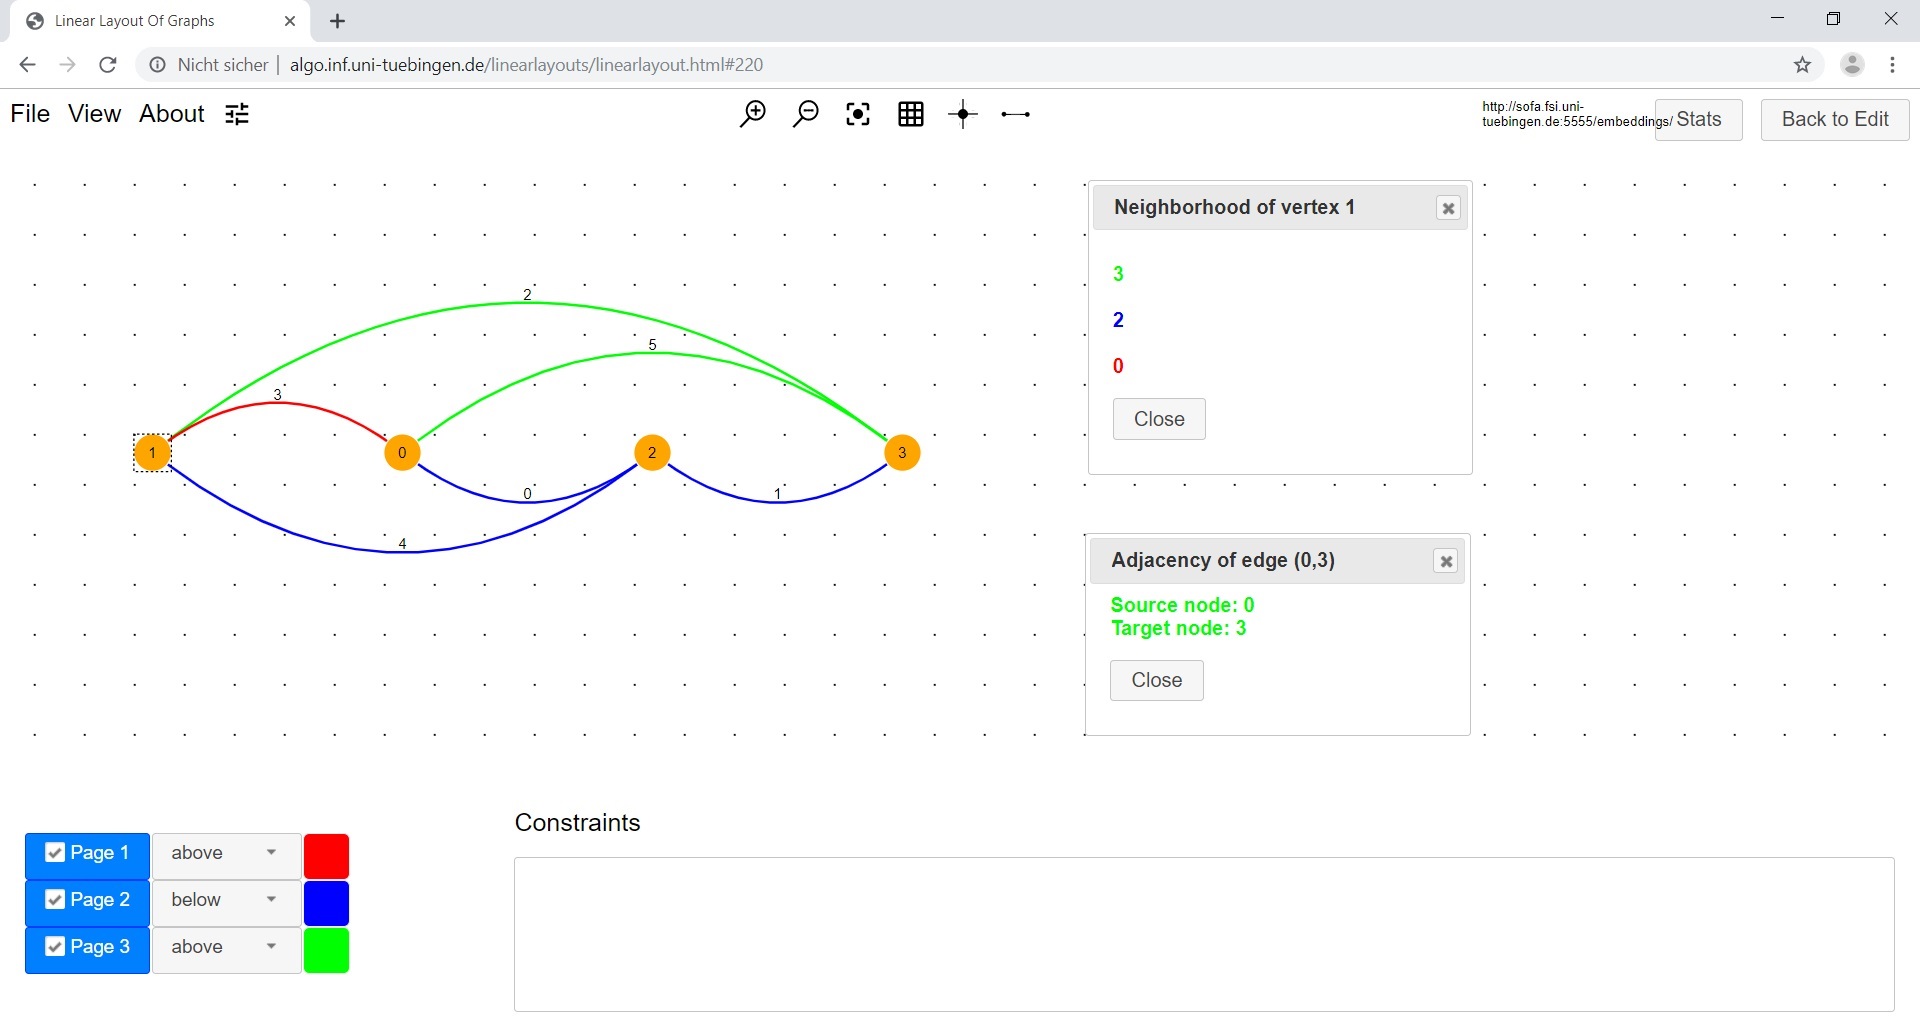 Linear Layout Of Graphs
Nicht sicher | algo.inf.uni-tuebingen.de/linearlayouts/linearlayout.html#220
File View About
http://sofa.fsi.uni-
tuebingen.de:5555/embeddings/
Stats
Back to Edit
Neighborhood of vertex 1
3
2
0
Close
2
5
3
1 0 2 3
0 1
4
Adjacency of edge (0,3)
Source node: 0
Target node: 3
Close
Constraints
Page 1 above
Page 2 below
Page 3 above